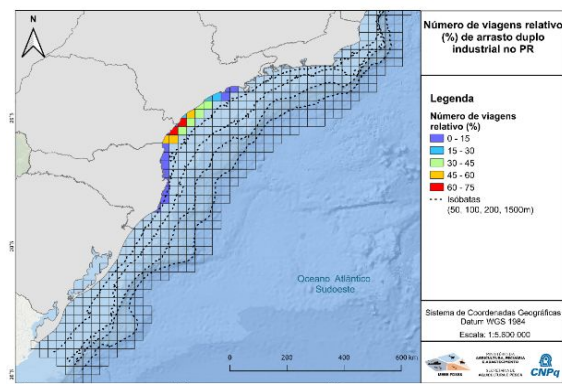 N
Número de viagens relativo
(%) de arrasto duplo
industrial no PR
Legenda
Número de viagens
relativo (%)
0 - 15
15 - 30
30 - 45
45 - 60
60 - 75
Isóbatas
(50, 100, 200, 1500m)
Oceano Atlântico
Sudoeste
0 200 400 600 km
Sistema de Coordenadas Geográficas
Datum WGS 1984
Escala: 1:5.600.000
CNPq